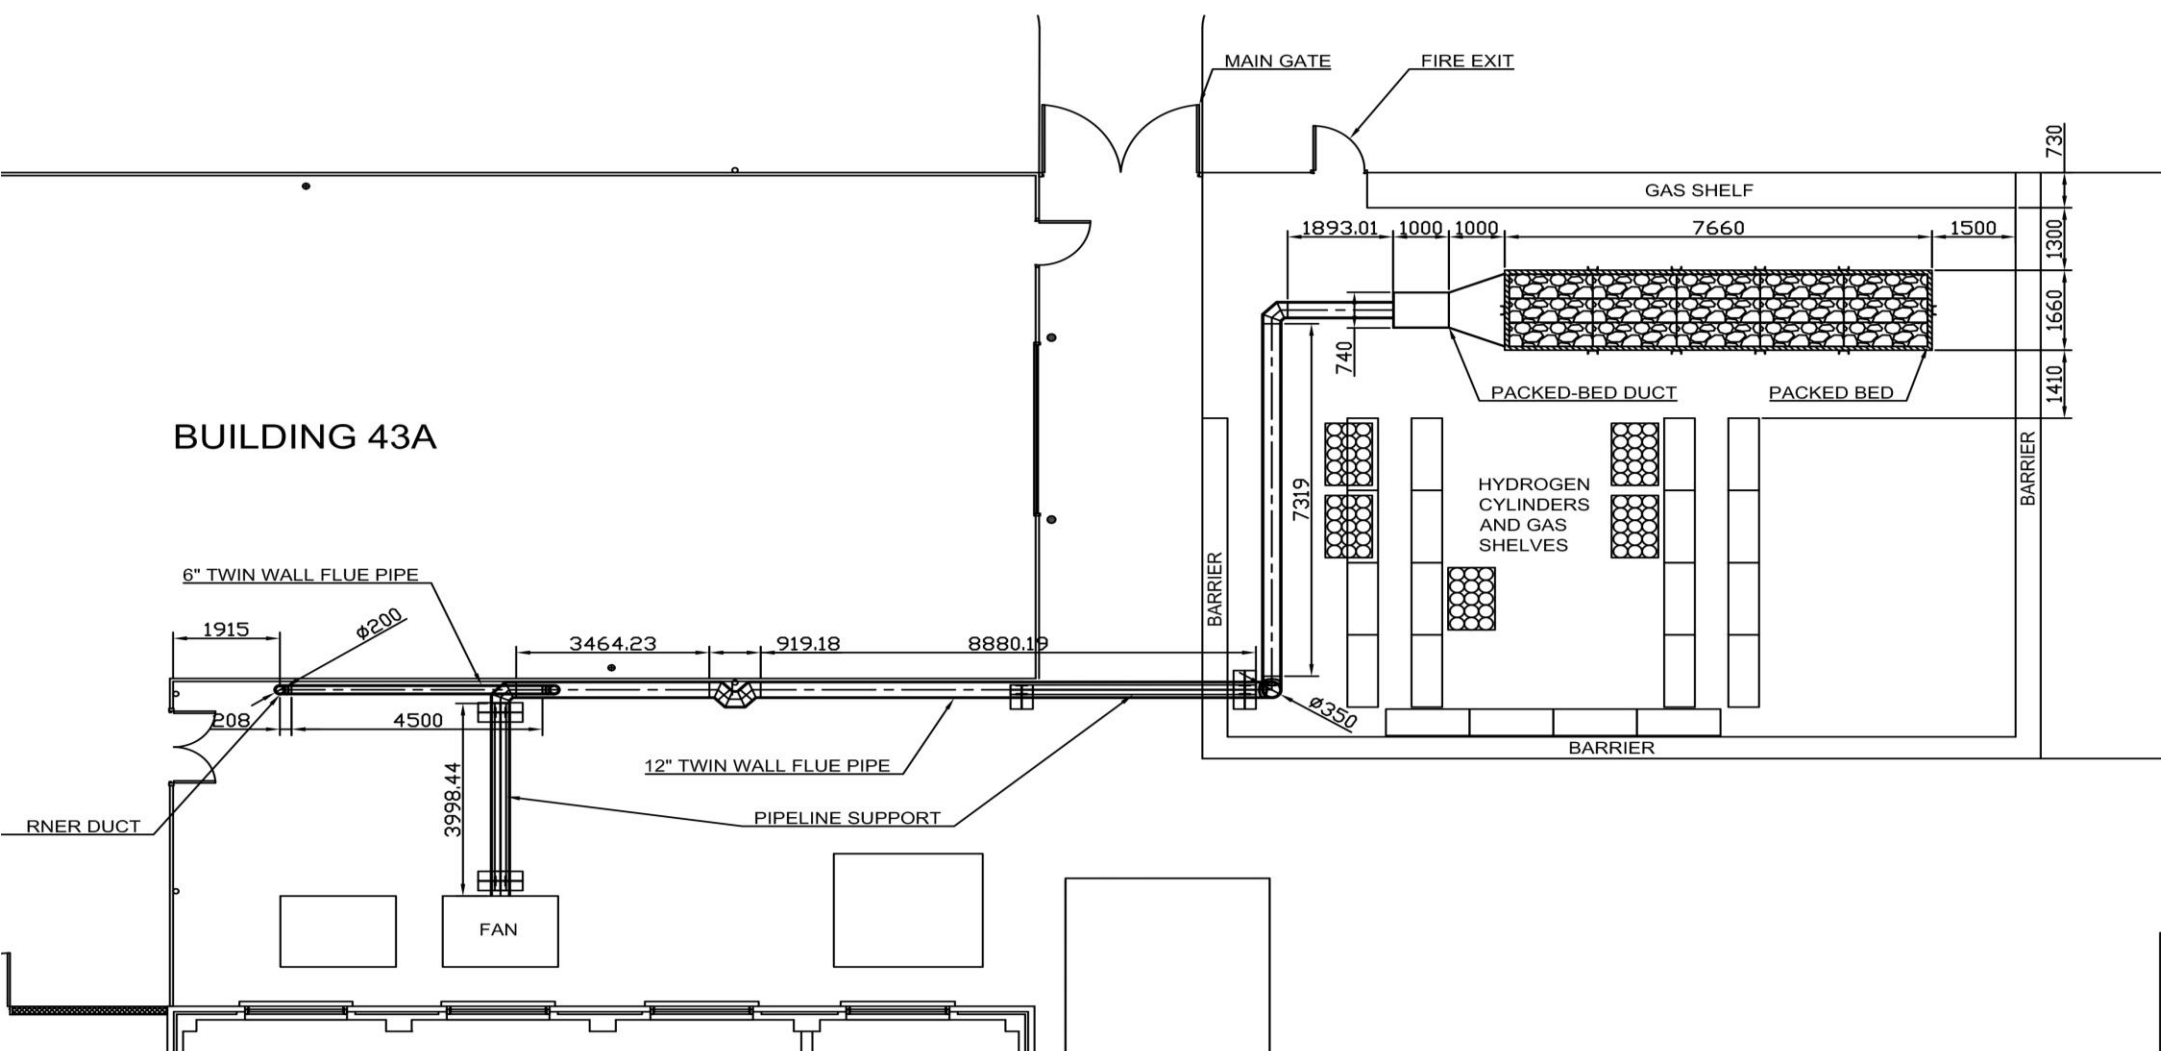 MAIN GATE
FIRE EXIT
730
GAS SHELF
1893.01
1000
1000
7660
1500
1300
1660
740
1410
PACKED-BED DUCT
PACKED BED
BUILDING 43A
HYDROGEN
CYLINDERS
AND GAS
SHELVES
7319
BARRIER
BARRIER
6" TWIN WALL FLUE PIPE
1915
ø200
3464.23
919.18
8880.19
208
4500
ø350
12" TWIN WALL FLUE PIPE
BARRIER
3998.44
PIPELINE SUPPORT
RNER DUCT
FAN